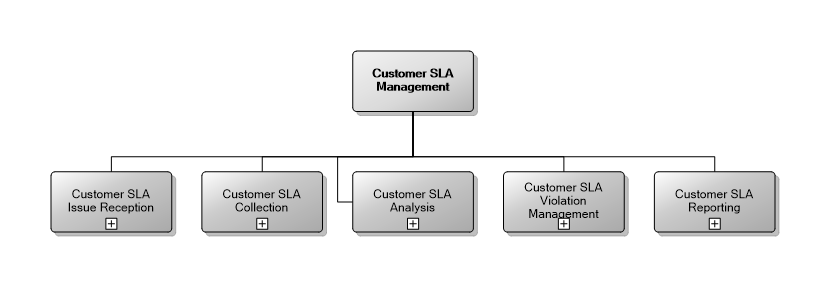 Customer SLA
Management
Customer SLA
Issue Reception
Customer SLA
Collection
Customer SLA
Analysis
Customer SLA
Violation
Management
Customer SLA
Reporting